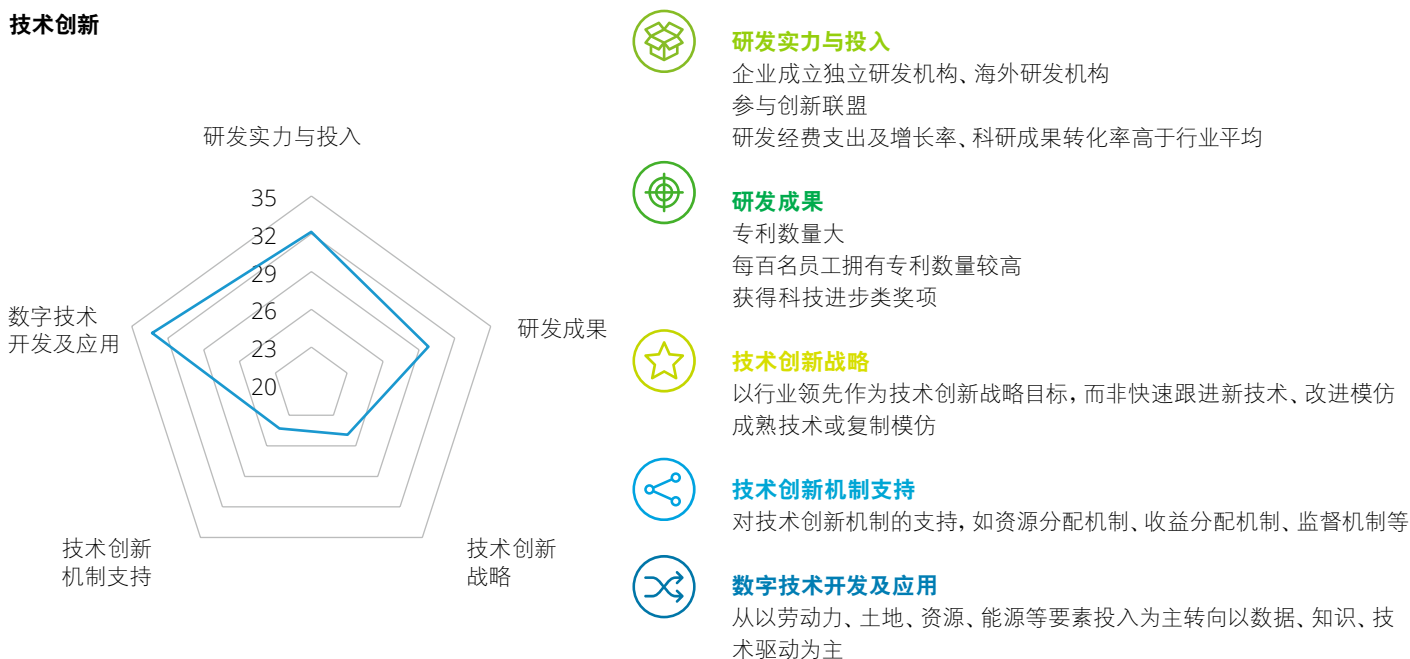 技术创新
研发实力与投入
35
32
29
26
23
20
研发成果
技术创新
战略
技术创新
机制支持
数字技术
开发及应用
研发实力与投入
企业成立独立研发机构、海外研发机构
参与创新联盟
研发经费支出及增长率、科研成果转化率高于行业平均
研发成果
专利数量大
每百名员工拥有专利数量较高
获得科技进步类奖项
技术创新战略
以行业领先作为技术创新战略目标，而非快速跟进新技术、改进模仿
成熟技术或复制模仿
技术创新机制支持
对技术创新机制的支持，如资源分配机制、收益分配机制、监督机制等
数字技术开发及应用
从以劳动力、土地、资源、能源等要素投入为主转向以数据、知识、技
术驱动为主